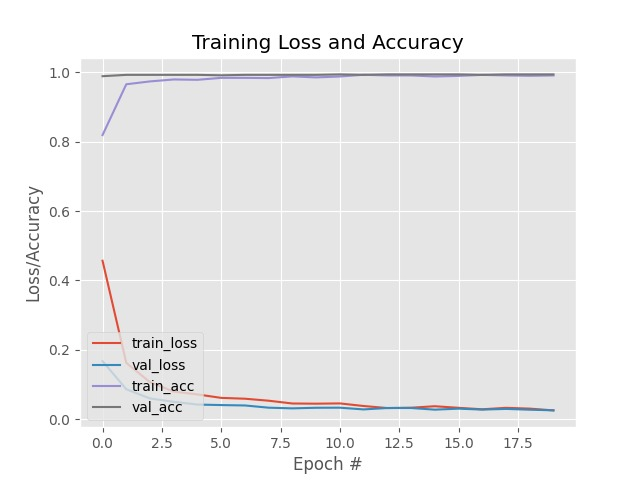 Training Loss and Accuracy
1.0
0.8
0.6
0.4
0.2
0.0
Loss/Accuracy
train_loss
val_loss
train_acc
val_acc
0.0 2.5 5.0 7.5 10.0 12.5 15.0 17.5
Epoch #